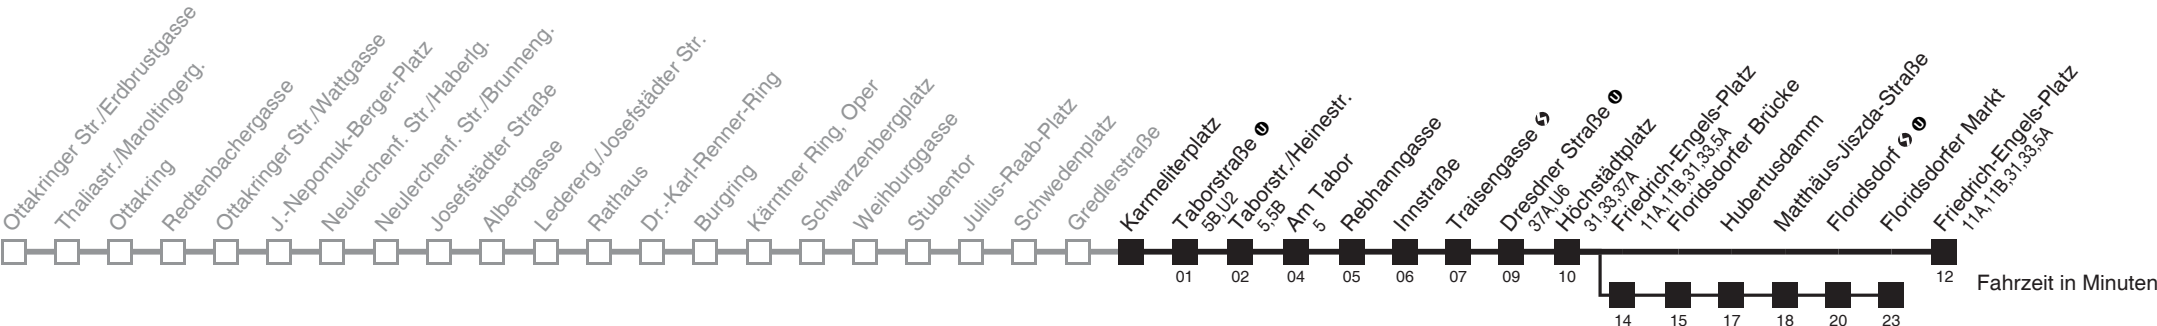 Ottakringer Str./Erdbrustgasse
Thaliastr./Maroltingerg.
Ottakring
Redtenbachergasse
Ottakringer Str./Wattgasse
J.-Nepomuk-Berger-Platz
Neulerchenf. Str./Haberlg.
Neulerchenf. Str./Brunneng.
Josefstädter Straße
Albertgasse
Ledererg./Josefstädter Str.
Rathaus
Dr.-Karl-Renner-Ring
Burgring
Kärntner Ring, Oper
Schwarzenbergplatz
Weihburggasse
Stubentor
Julius-Raab-Platz
Schwedenplatz
Gredlerstraße
Karmeliterplatz
Taborstraße U
5B,U2
Taborstr./Heinestr.
5,5B
Am Tabor
5
Rebhanngasse
Innstraße
Traisengasse S
Dresdner Straße U
37A,U6
Höchstädtplatz
31,33,37A
Friedrich-Engels-Platz
11A,11B,31,33,5A
Floridsdorfer Brücke
Hubertusdamm
Matthäus-Jiszda-Straße
Floridsdorf S U
Floridsdorfer Markt
Friedrich-Engels-Platz
11A,11B,31,33,5A
01 02 04 05 06 07 09 10 12
Fahrzeit in Minuten
14 15 17 18 20 23